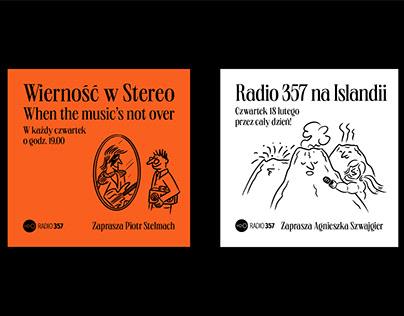 Wierność w Stereo
When the music's not over
W każdy czwartek
o godz. 19.00
RADIO 357
Zaprasza Piotr Stelmach
Radio 357 na Islandii
Czwartek 18 lutego
przez cały dzień!
RADIO 357
Zaprasza Agnieszka Szwajgier